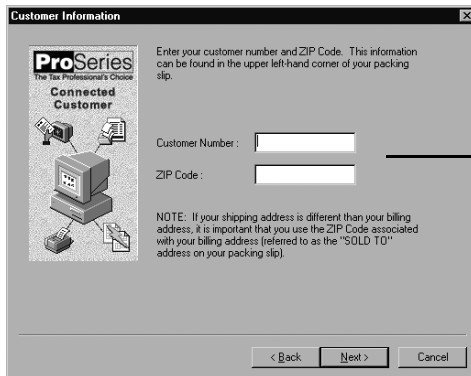 Customer Information
ProSeries
The Tax Professional's Choice
Connected
Customer
Enter your customer number and ZIP Code. This information
can be found in the upper left-hand corner of your packing
slip.
Customer Number :
ZIP Code :
NOTE: If your shipping address is different than your billing
address, it is important that you use the ZIP Code associated
with your billing address (referred to as the "SOLD TO"
address on your packing slip).
< Back
Next >
Cancel